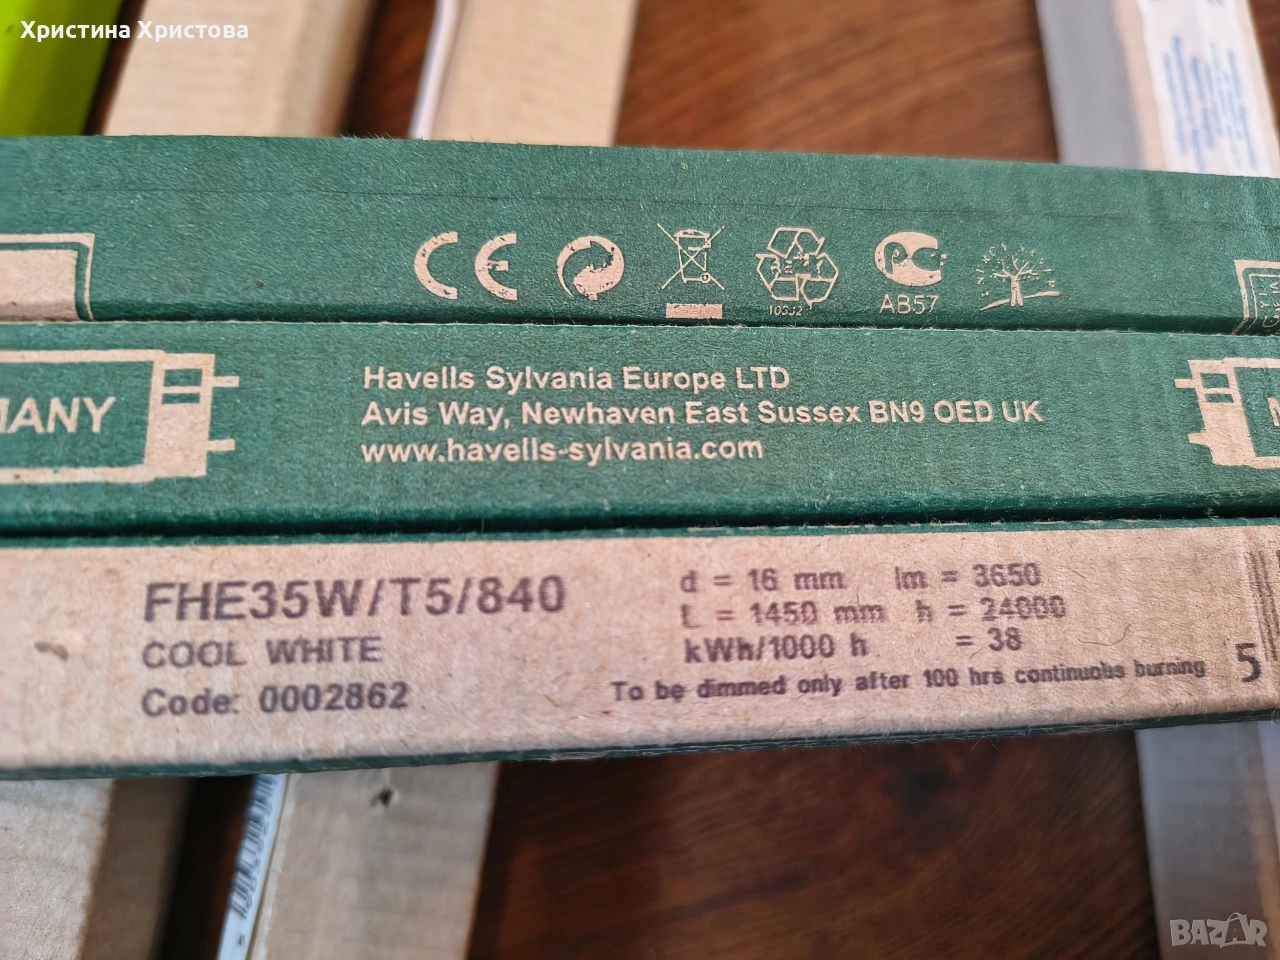 Христина Христова
CE
AB57
MANY
Havells Sylvania Europe LTD
Avis Way, Newhaven East Sussex BN9 OED UK
www.havells-sylvania.com
FHE35W/T5/840
COOL WHITE
Code: 0002862
d = 16 mm lm = 3650
L = 1450 mm h = 24000
kWh/1000 h = 38
To be dimmed only after 100 hrs continuous burning
5
BAZAR